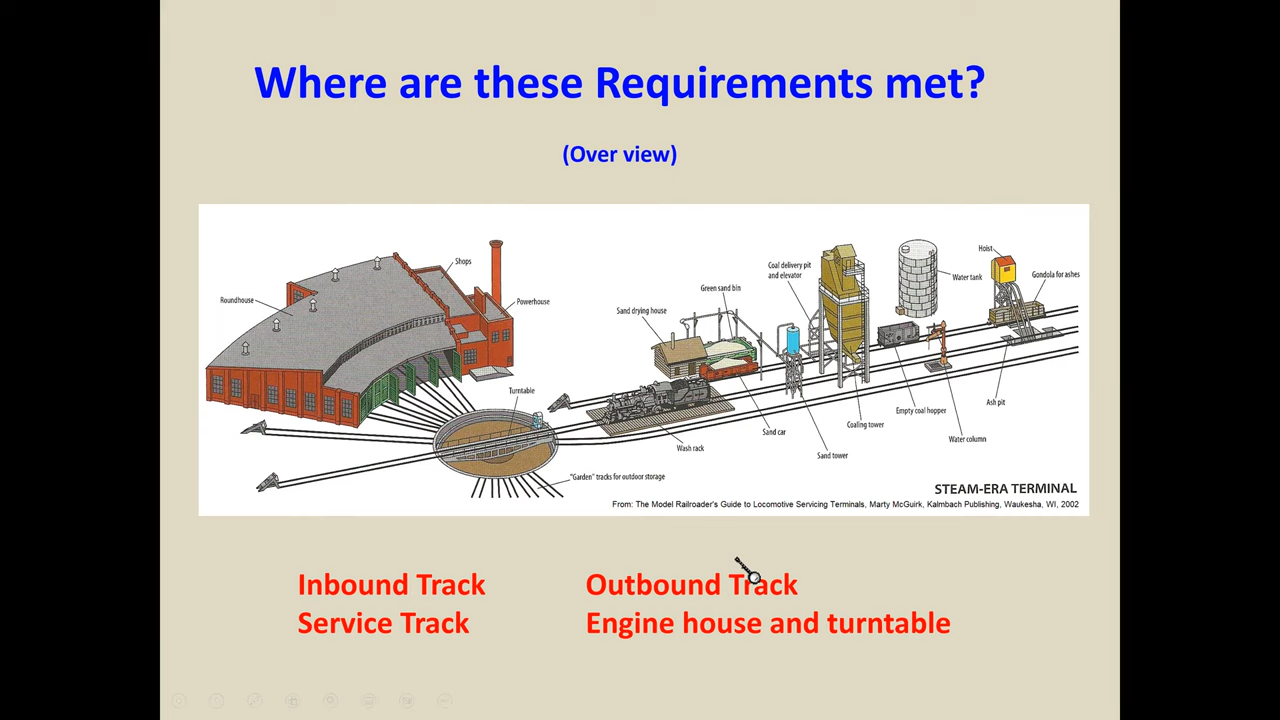 Where are these Requirements met?
(Over view)
Shops
Roundhouse
Powerhouse
Turntable
"Garden" tracks for outdoor storage
Sand drying house
Green sand bin
Coal delivery pit
and elevator
Water tank
Hoist
Gondola for ashes
Wash rack
Sand car
Sand tower
Coaling tower
Empty coal hopper
Water column
Ash pit
STEAM-ERA TERMINAL
From: The Model Railroader's Guide to Locomotive Servicing Terminals, Marty McGuirk, Kalmbach Publishing, Waukesha, WI, 2002
Inbound Track
Outbound Track
Service Track
Engine house and turntable